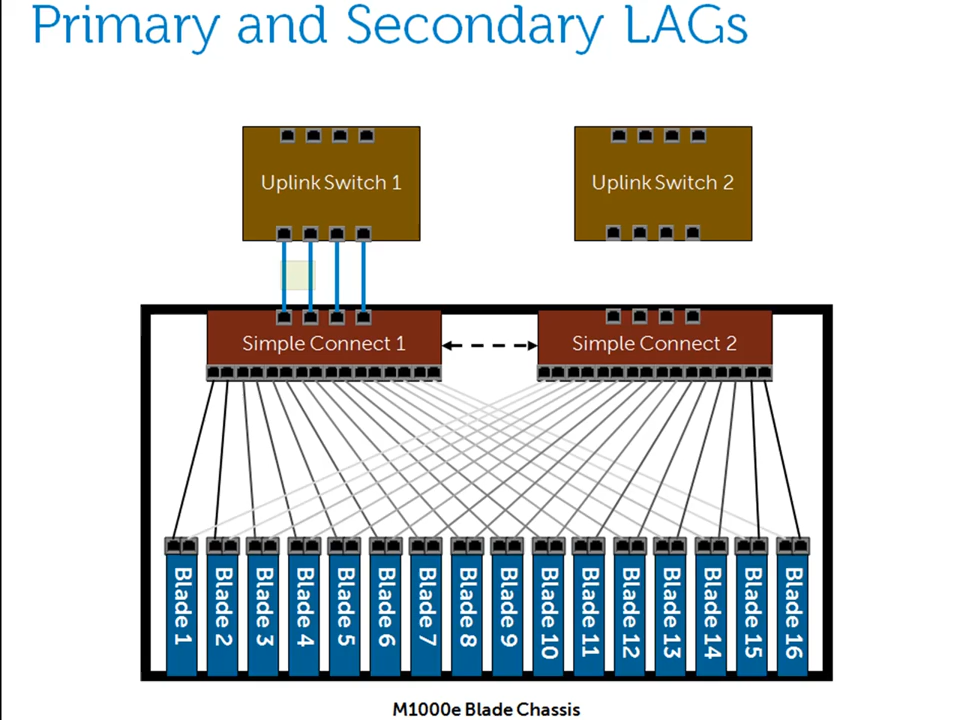 Primary and Secondary LAGs
Uplink Switch 1
Uplink Switch 2
Simple Connect 1
Simple Connect 2
Blade 1
Blade 2
Blade 3
Blade 4
Blade 5
Blade 6
Blade 7
Blade 8
Blade 9
Blade 10
Blade 11
Blade 12
Blade 13
Blade 14
Blade 15
Blade 16
M1000e Blade Chassis